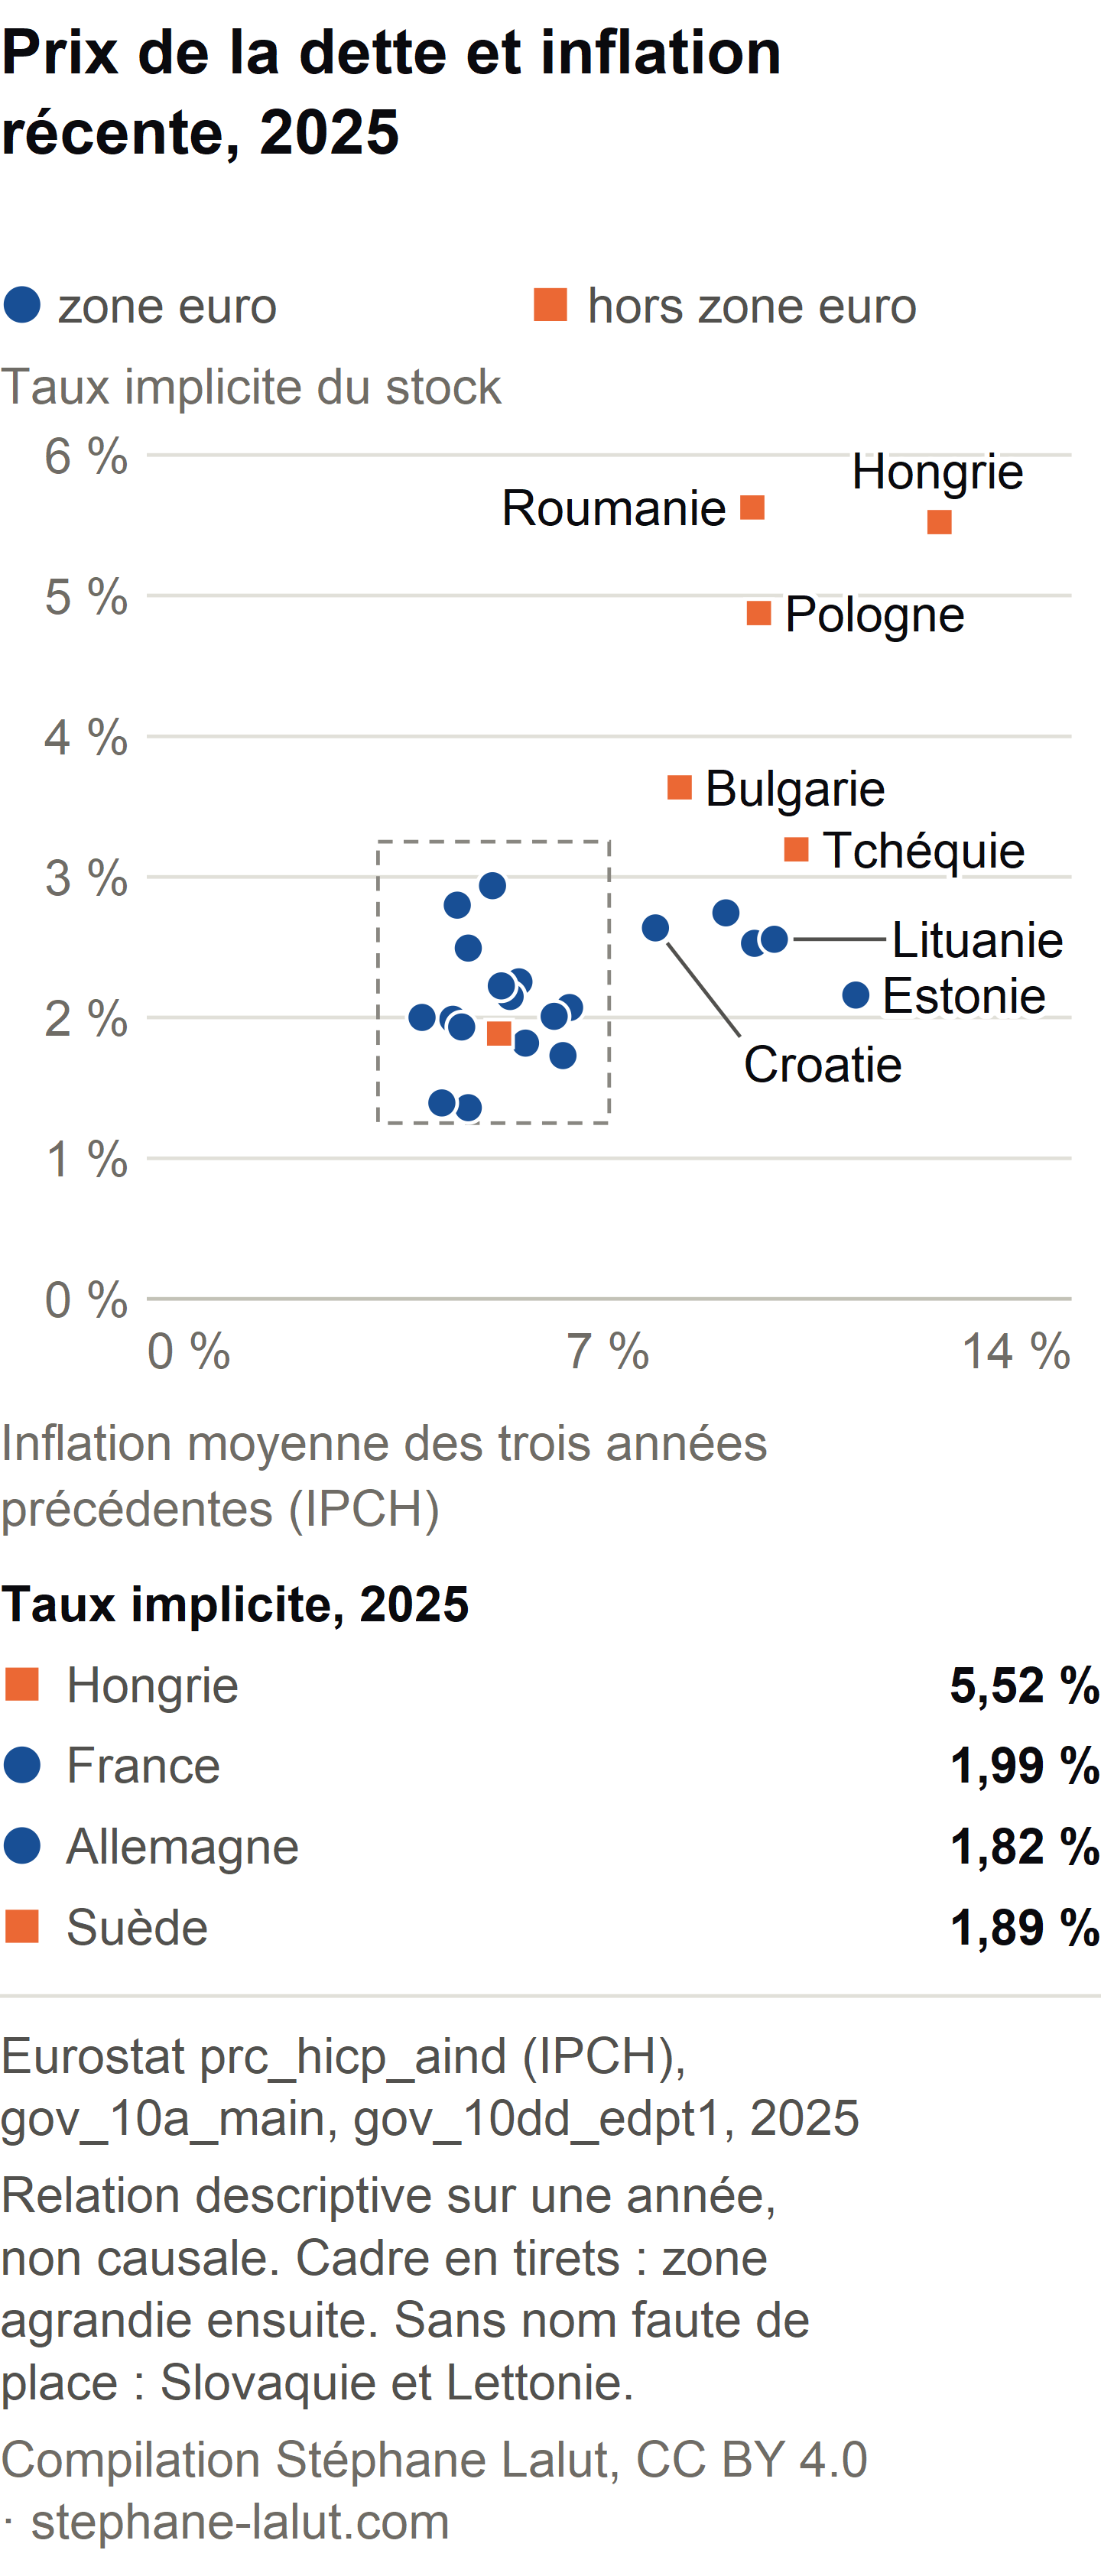 Prix de la dette et inflation
récente, 2025
zone euro
hors zone euro
Taux implicite du stock
6 %
Hongrie
Roumanie
5 %
Pologne
4 %
Bulgarie
Tchéquie
3 %
Lituanie
Estonie
2 %
Croatie
1 %
0 %
0 %
7 %
14 %
Inflation moyenne des trois années
précédentes (IPCH)
Taux implicite, 2025
Hongrie 5,52 %
France 1,99 %
Allemagne 1,82 %
Suède 1,89 %
Eurostat prc_hicp_aind (IPCH),
gov_10a_main, gov_10dd_edpt1, 2025
Relation descriptive sur une année,
non causale. Cadre en tirets : zone
agrandie ensuite. Sans nom faute de
place : Slovaquie et Lettonie.
Compilation Stéphane Lalut, CC BY 4.0
· stephane-lalut.com